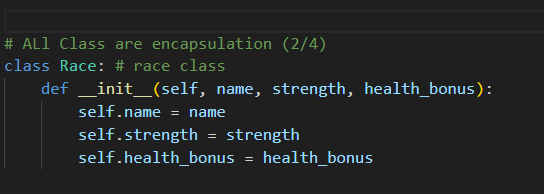 # ALl Class are encapsulation (2/4)
class Race: # race class
    def __init__(self, name, strength, health_bonus):
        self.name = name
        self.strength = strength
        self.health_bonus = health_bonus